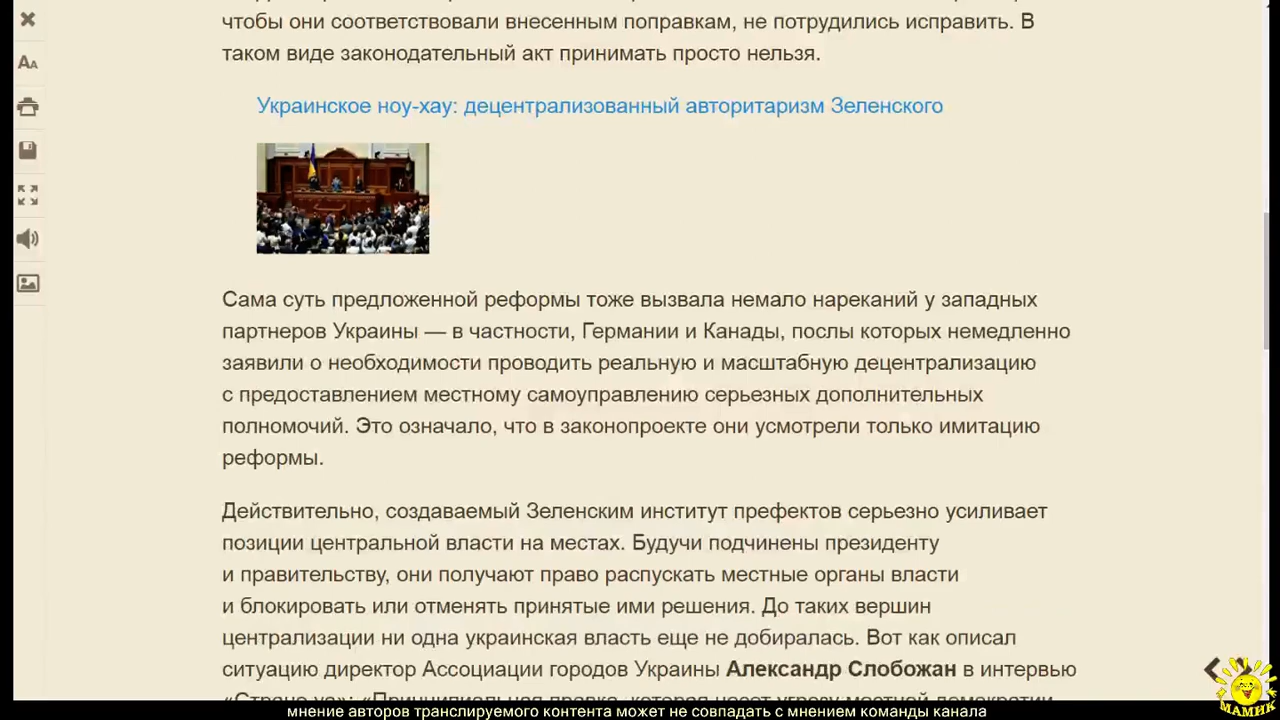 чтобы они соответствовали внесенным поправкам, не потрудились исправить. В
таком виде законодательный акт принимать просто нельзя.
Украинское ноу-хау: децентрализованный авторитаризм Зеленского
Сама суть предложенной реформы тоже вызвала немало нареканий у западных
партнеров Украины — в частности, Германии и Канады, послы которых немедленно
заявили о необходимости проводить реальную и масштабную децентрализацию
с предоставлением местному самоуправлению серьезных дополнительных
полномочий. Это означало, что в законопроекте они усмотрели только имитацию
реформы.
Действительно, создаваемый Зеленским институт префектов серьезно усиливает
позиции центральной власти на местах. Будучи подчинены президенту
и правительству, они получают право распускать местные органы власти
и блокировать или отменять принятые ими решения. До таких вершин
централизации ни одна украинская власть еще не добиралась. Вот как описал
ситуацию директор Ассоциации городов Украины Александр Слобожан в интервью
МАМИК
мнение авторов транслируемого контента может не совпадать с мнением команды канала